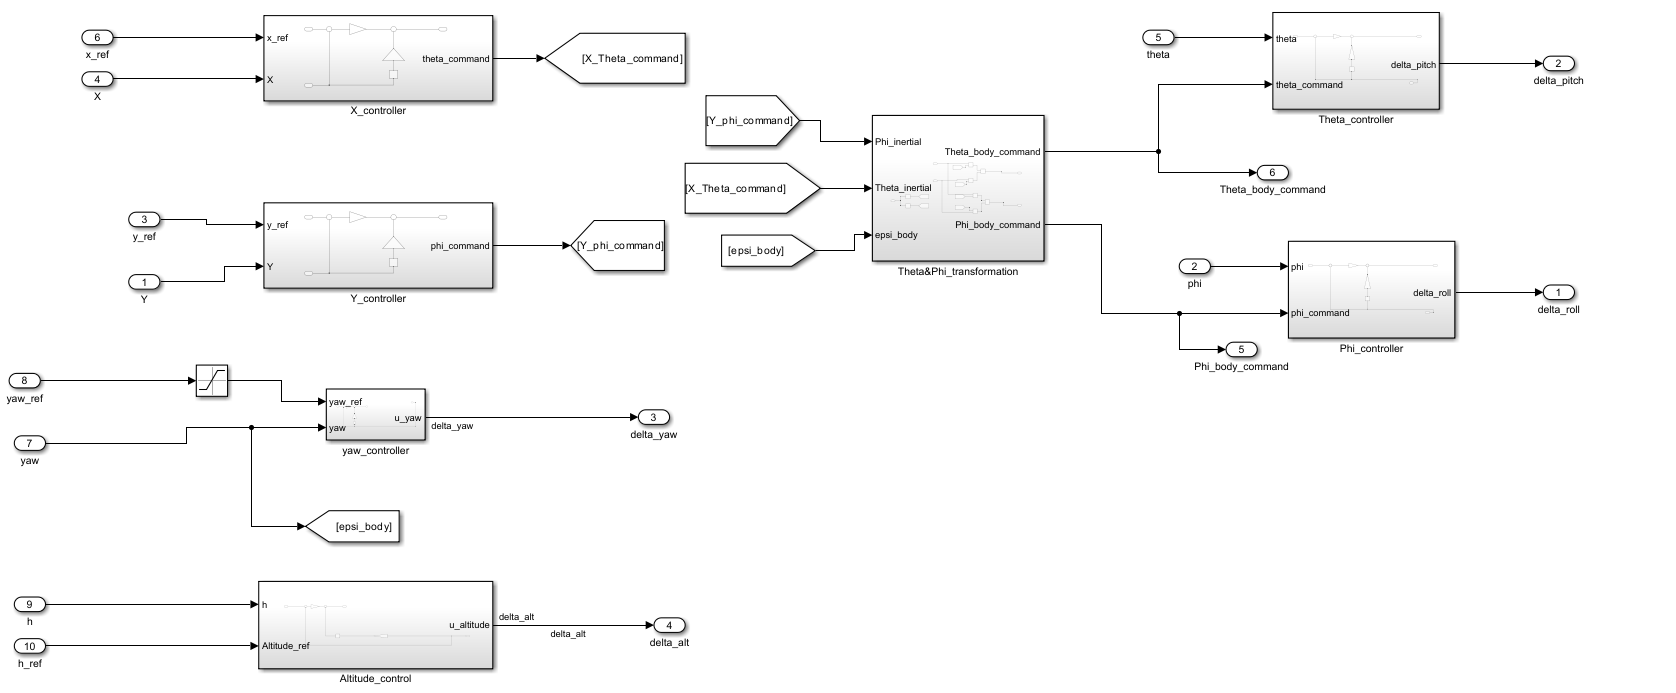 6
x_ref
4
X
x_ref
X
theta_command
X_controller
[X_Theta_command]
3
y_ref
1
Y
y_ref
Y
phi_command
Y_controller
[Y_phi_command]
8
yaw_ref
7
yaw
yaw_ref
yaw
u_yaw
yaw_controller
delta_yaw
3
delta_yaw
[epsi_body]
9
h
10
h_ref
h
Altitude_ref
u_altitude
Altitude_control
delta_alt
delta_alt
4
delta_alt
[Y_phi_command]
[X_Theta_command]
[epsi_body]
Phi_inertial
Theta_inertial
epsi_body
Theta_body_command
Phi_body_command
Theta&Phi_transformation
5
theta
theta
theta_command
delta_pitch
Theta_controller
2
delta_pitch
6
Theta_body_command
2
phi
phi
phi_command
delta_roll
Phi_controller
1
delta_roll
5
Phi_body_command